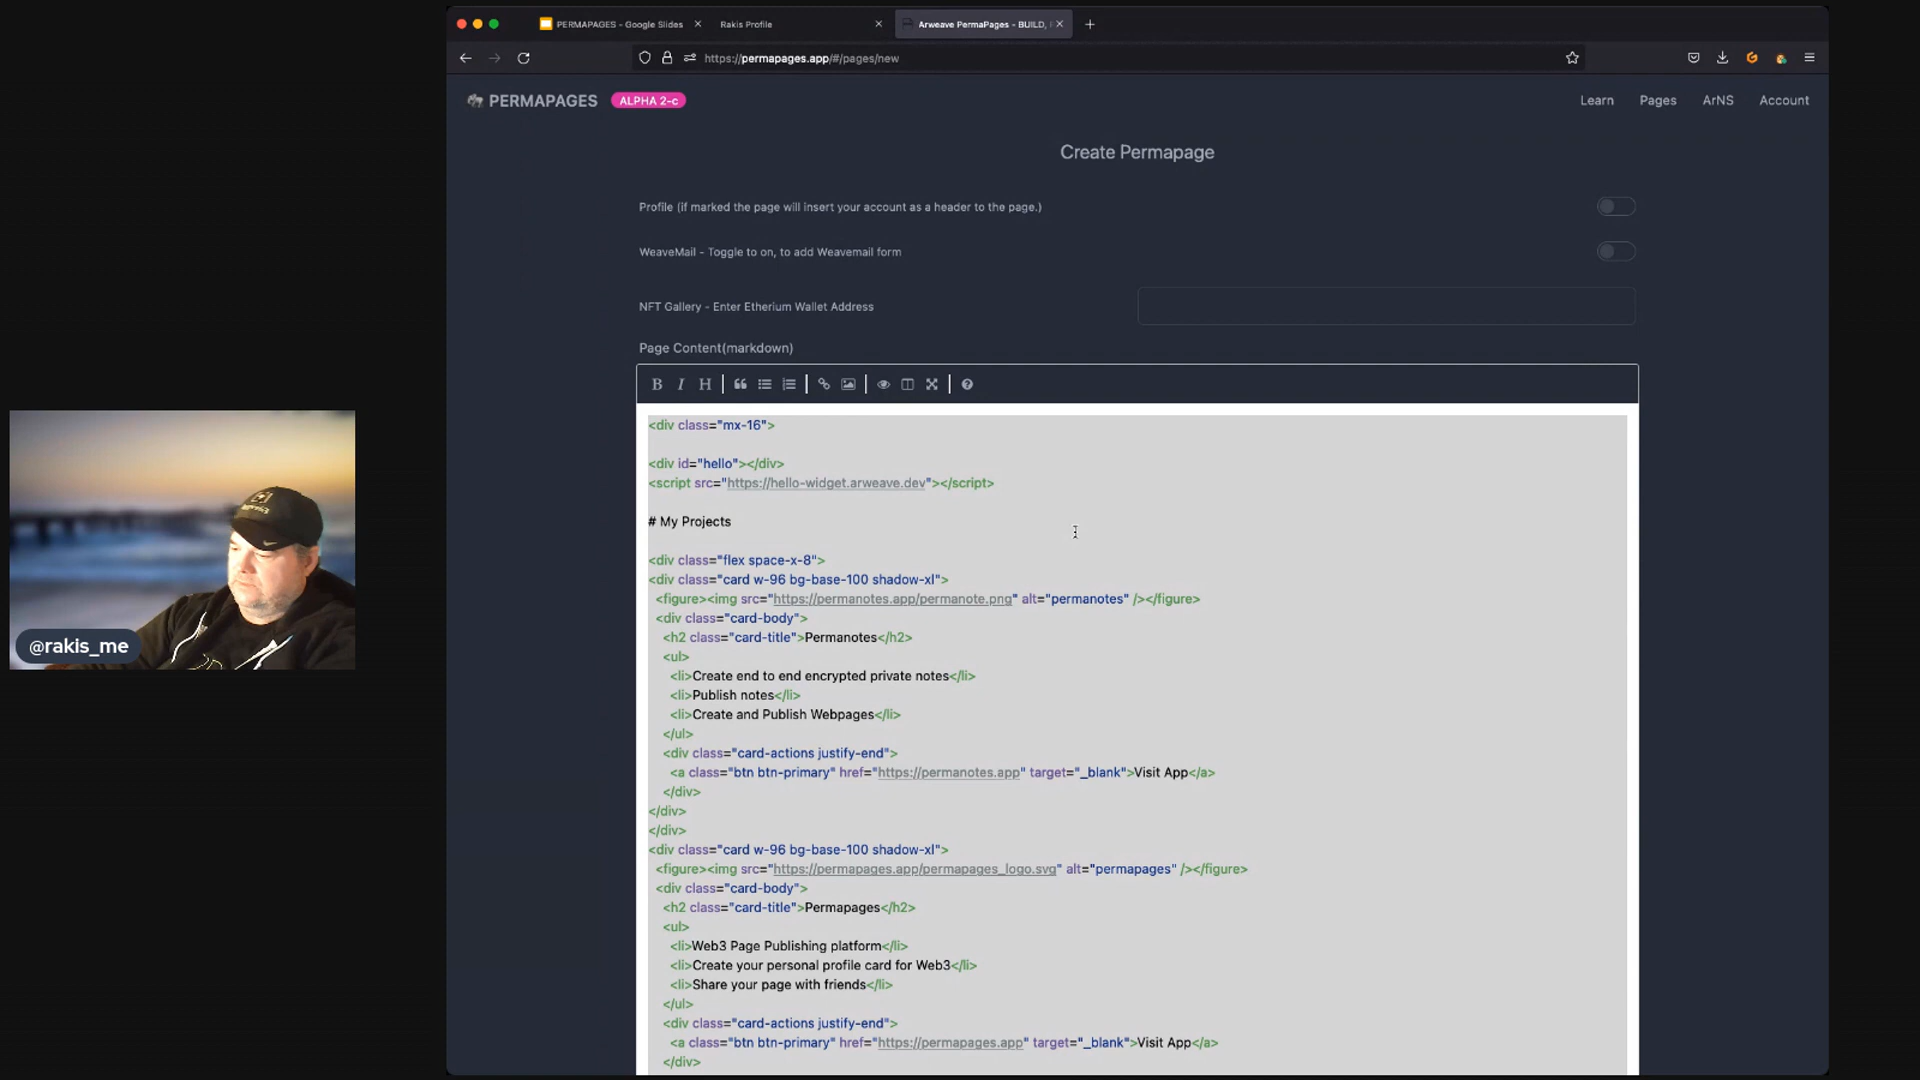 PERMAPAGES - Google Slides
Rakis Profile
Arweave PermaPages - BUILD,
https://permapages.app/#/pages/new
PERMAPAGES
ALPHA 2-c
Learn
Pages
ArNS
Account
Create Permapage
Profile (if marked the page will insert your account as a header to the page.)
WeaveMail - Toggle to on, to add Weavemail form
NFT Gallery - Enter Etherium Wallet Address
Page Content(markdown)
B I H
<div class="mx-16">
<div id="hello"></div>
<script src="https://hello-widget.arweave.dev"></script>
# My Projects
<div class="flex space-x-8">
<div class="card w-96 bg-base-100 shadow-xl">
<figure><img src="https://permanotes.app/permanote.png" alt="permanotes" /></figure>
<div class="card-body">
<h2 class="card-title">Permanotes</h2>
<ul>
<li>Create end to end encrypted private notes</li>
<li>Publish notes</li>
<li>Create and Publish Webpages</li>
</ul>
<div class="card-actions justify-end">
<a class="btn btn-primary" href="https://permanotes.app" target="_blank">Visit App</a>
</div>
</div>
</div>
<div class="card w-96 bg-base-100 shadow-xl">
<figure><img src="https://permapages.app/permapages_logo.svg" alt="permapages" /></figure>
<div class="card-body">
<h2 class="card-title">Permapages</h2>
<ul>
<li>Web3 Page Publishing platform</li>
<li>Create your personal profile card for Web3</li>
<li>Share your page with friends</li>
</ul>
<div class="card-actions justify-end">
<a class="btn btn-primary" href="https://permapages.app" target="_blank">Visit App</a>
</div>
@rakis_me